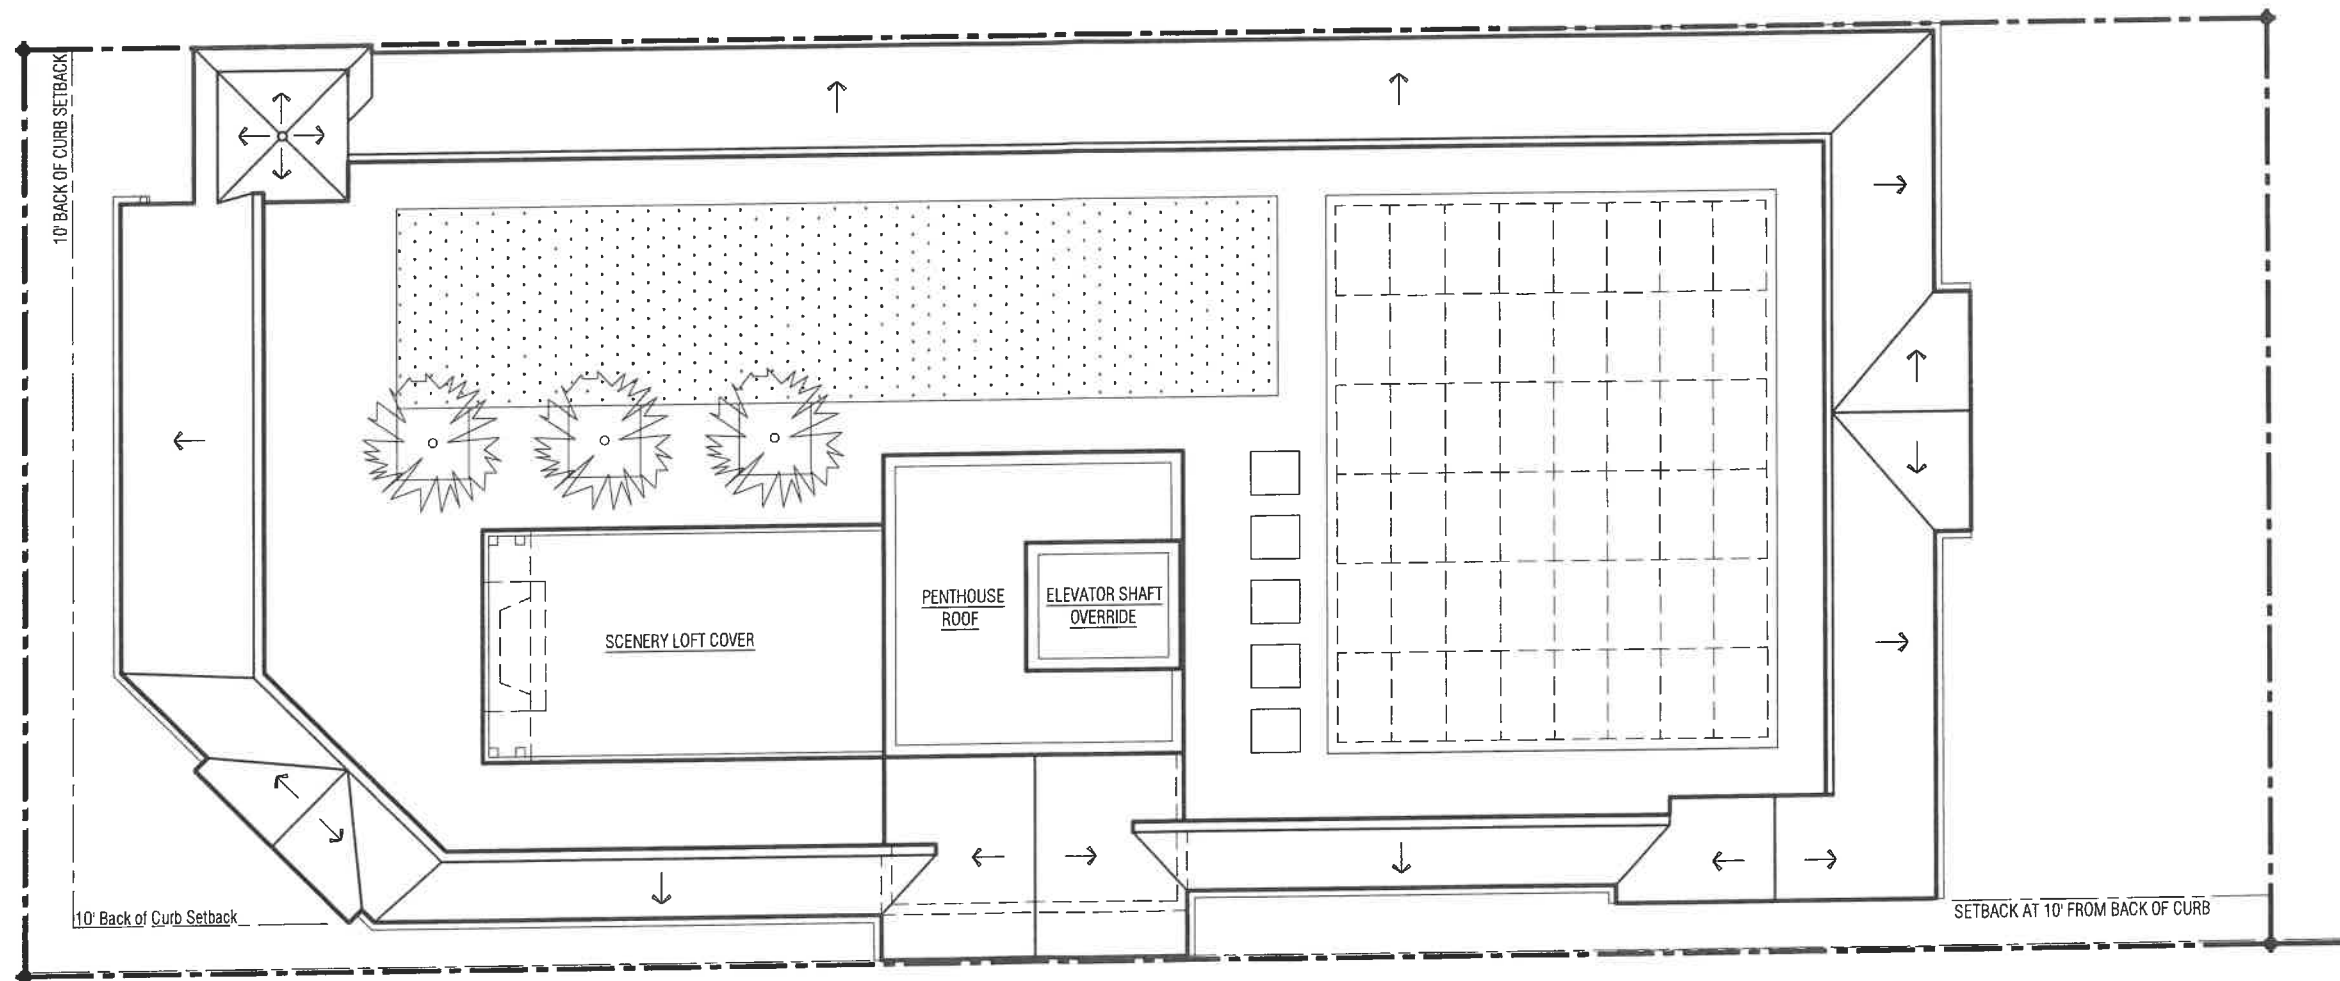 10' BACK OF CURB SETBACK
PENTHOUSE
ROOF
ELEVATOR SHAFT
OVERRIDE
SCENERY LOFT COVER
10' Back of Curb Setback
SETBACK AT 10' FROM BACK OF CURB